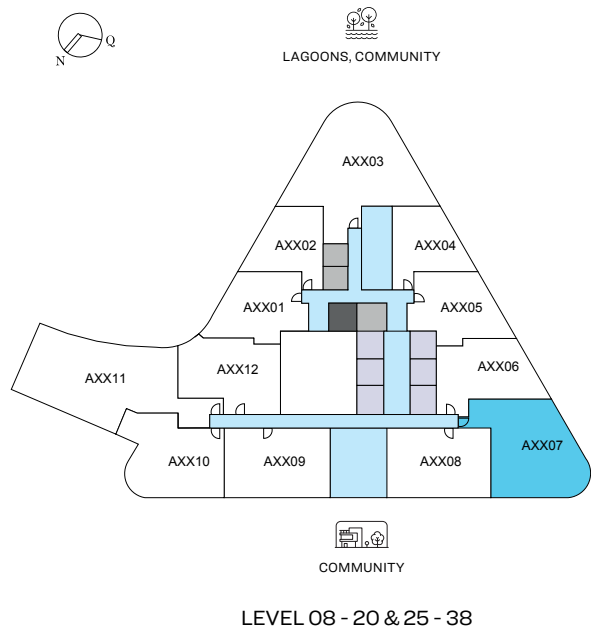 Q
N
LAGOONS, COMMUNITY
AXX03
AXX02
AXX04
AXX01
AXX05
AXX06
AXX12
AXX11
AXX07
AXX10
AXX09
AXX08
COMMUNITY
LEVEL 08 - 20 & 25 - 38